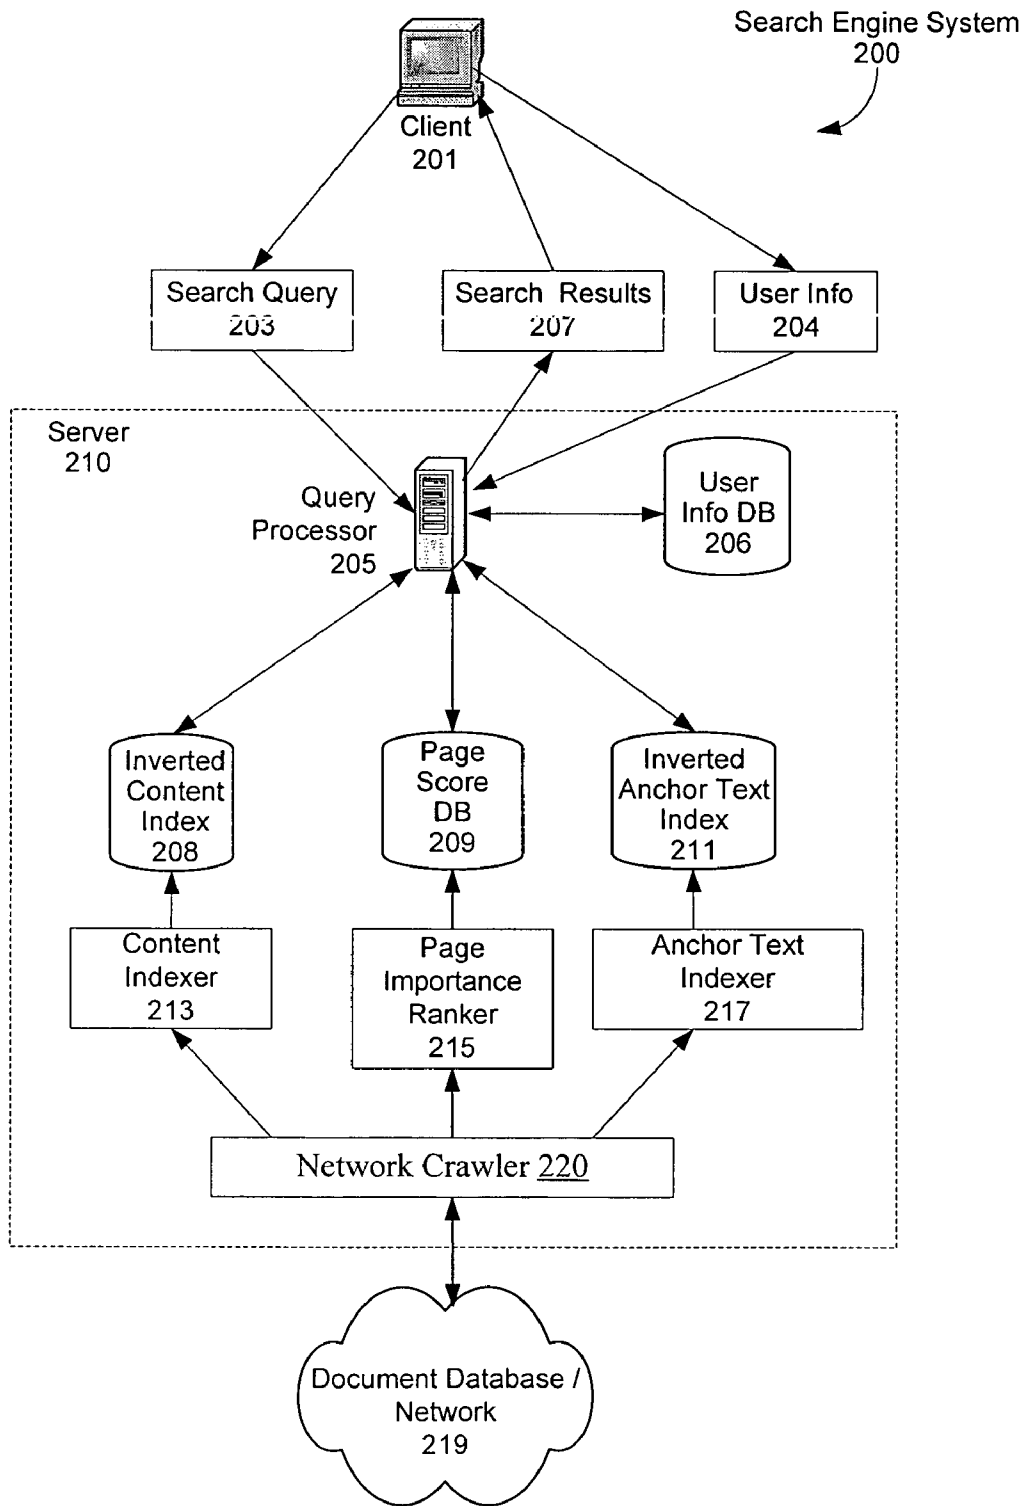 Search Engine System
200
Client
201
Search Query
203
Search Results
207
User Info
204
Server
210
Query
Processor
205
User
Info DB
206
Inverted
Content
Index
208
Page
Score
DB
209
Inverted
Anchor Text
Index
211
Content
Indexer
213
Page
Importance
Ranker
215
Anchor Text
Indexer
217
Network Crawler 220
Document Database /
Network
219